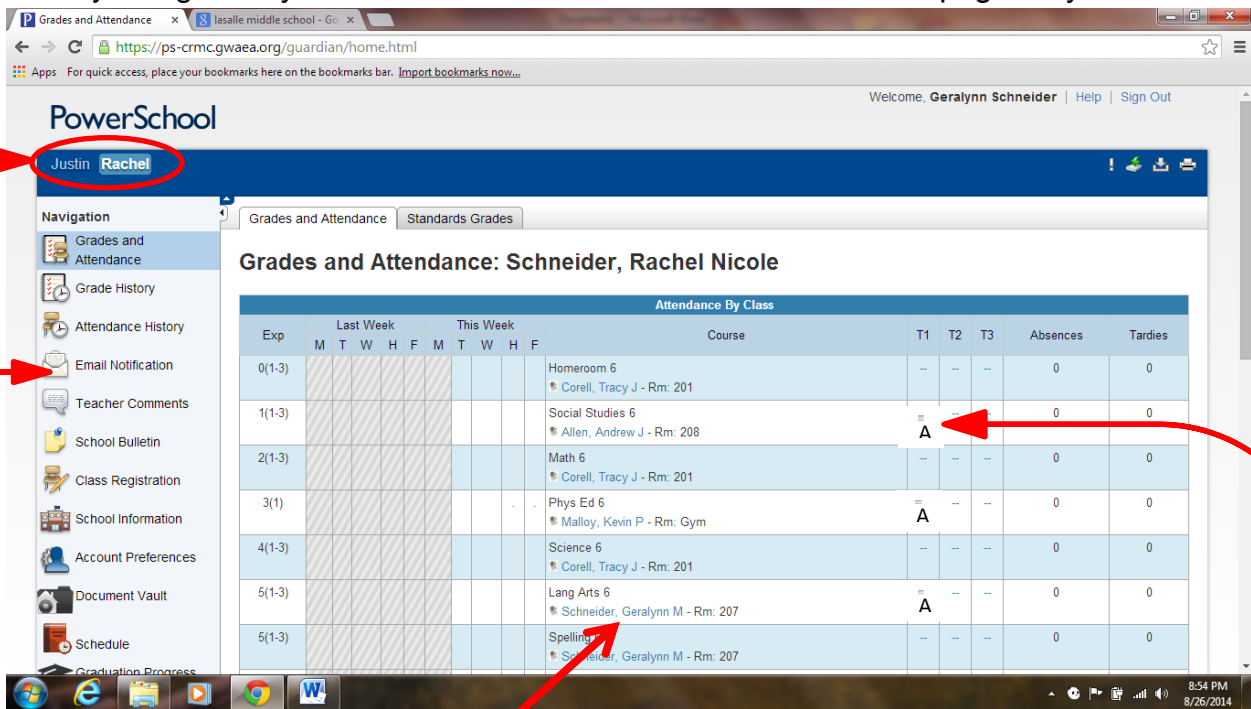 Grades and Attendance × lasalle middle school - Go ×
https://ps-crmc.gwaea.org/guardian/home.html
Apps For quick access, place your bookmarks here on the bookmarks bar. Import bookmarks now...
Welcome, Geralynn Schneider | Help | Sign Out
PowerSchool
Justin Rachel
Navigation
Grades and Attendance
Grade History
Attendance History
Email Notification
Teacher Comments
School Bulletin
Class Registration
School Information
Account Preferences
Document Vault
Schedule
Graduation Progress
Grades and Attendance Standards Grades
Grades and Attendance: Schneider, Rachel Nicole
Attendance By Class
Exp Last Week This Week Course T1 T2 T3 Absences Tardies
M T W H F M T W H F
0(1-3) Homeroom 6 -- -- -- 0 0
Corell, Tracy J - Rm: 201
1(1-3) Social Studies 6 -- -- 0 0
Allen, Andrew J - Rm: 208 A
2(1-3) Math 6 -- -- -- 0 0
Corell, Tracy J - Rm: 201
3(1) Phys Ed 6 -- -- 0 0
Malloy, Kevin P - Rm: Gym A
4(1-3) Science 6 -- -- -- 0 0
Corell, Tracy J - Rm: 201
5(1-3) Lang Arts 6 -- -- 0 0
Schneider, Geralynn M - Rm: 207 A
5(1-3) Spelling -- -- -- 0 0
Schneider, Geralynn M - Rm: 207
8:54 PM
8/26/2014